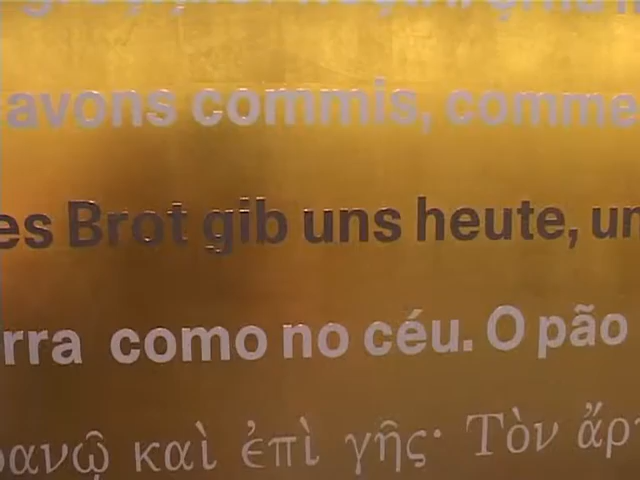 avons commis, comme
es Brot gib uns heute, un
rra como no céu. O pão
ρανῷ καὶ ἐπὶ γῆς· Τὸν ἄρτ